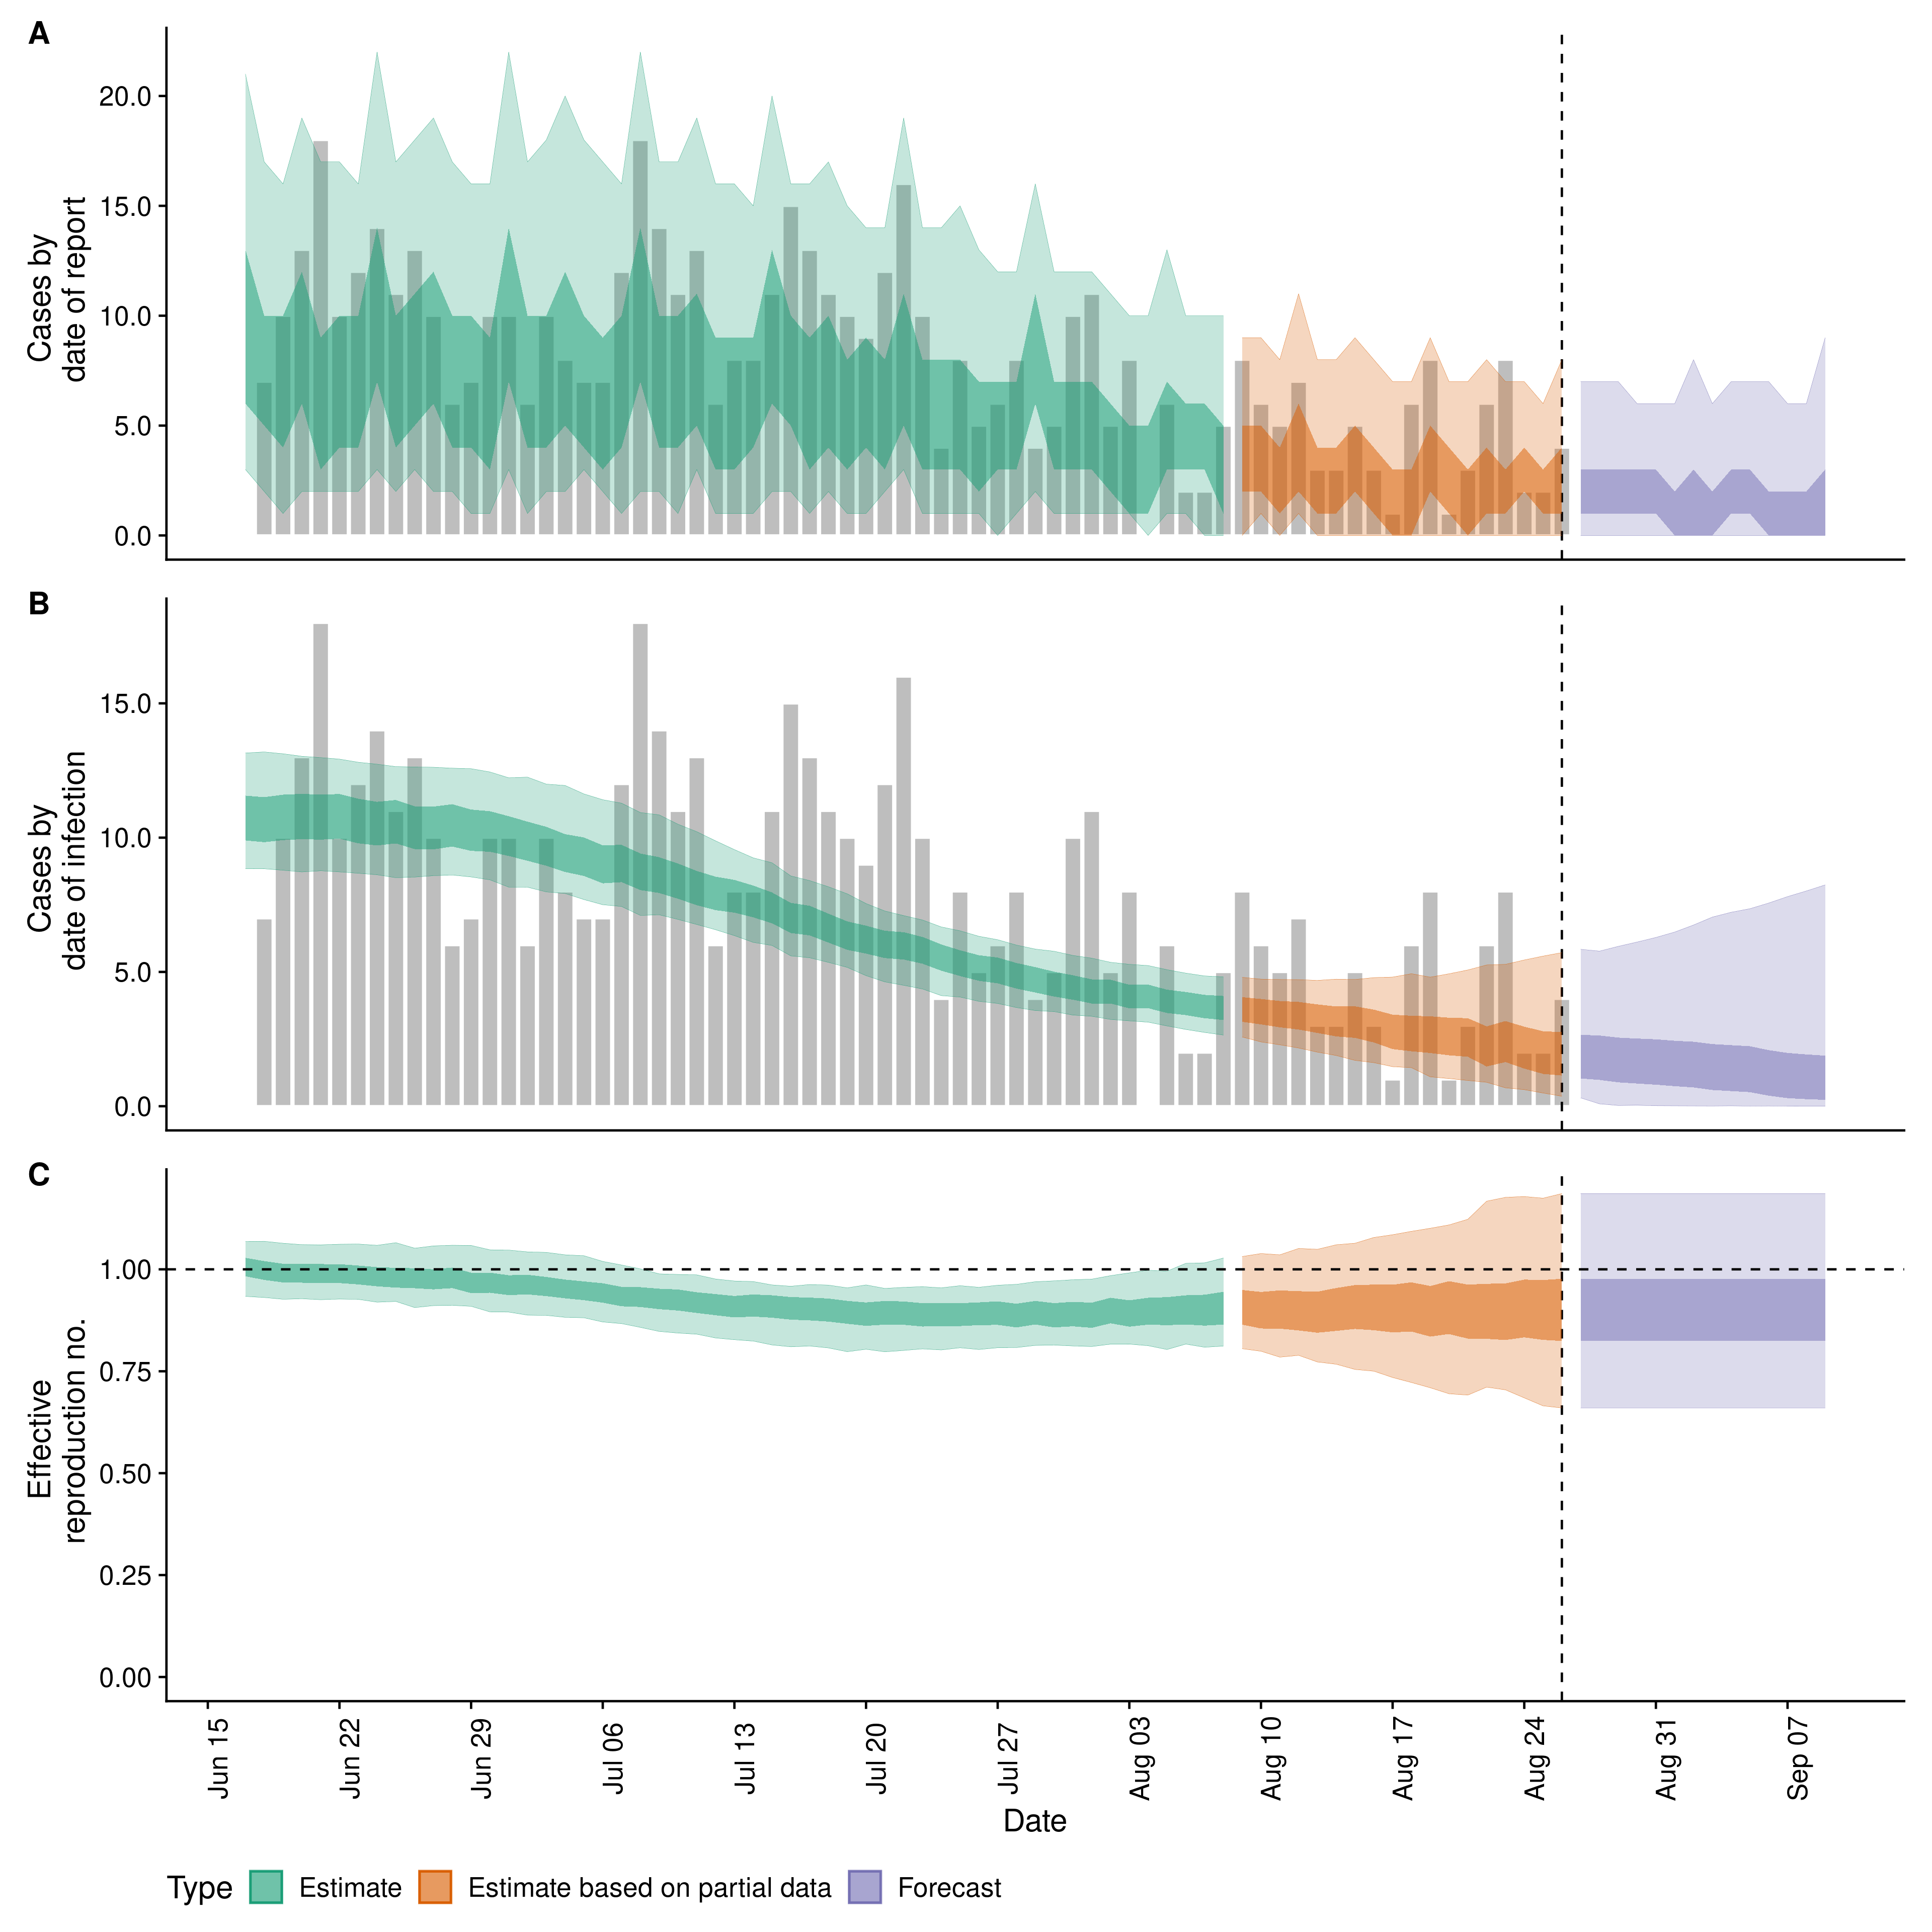 A
Cases by
date of report
20.0
15.0
10.0
5.0
0.0
B
Cases by
date of infection
15.0
10.0
5.0
0.0
C
Effective
reproduction no.
1.00
0.75
0.50
0.25
0.00
Jun 15
Jun 22
Jun 29
Jul 06
Jul 13
Jul 20
Jul 27
Aug 03
Aug 10
Aug 17
Aug 24
Aug 31
Sep 07
Date
Type Estimate Estimate based on partial data Forecast